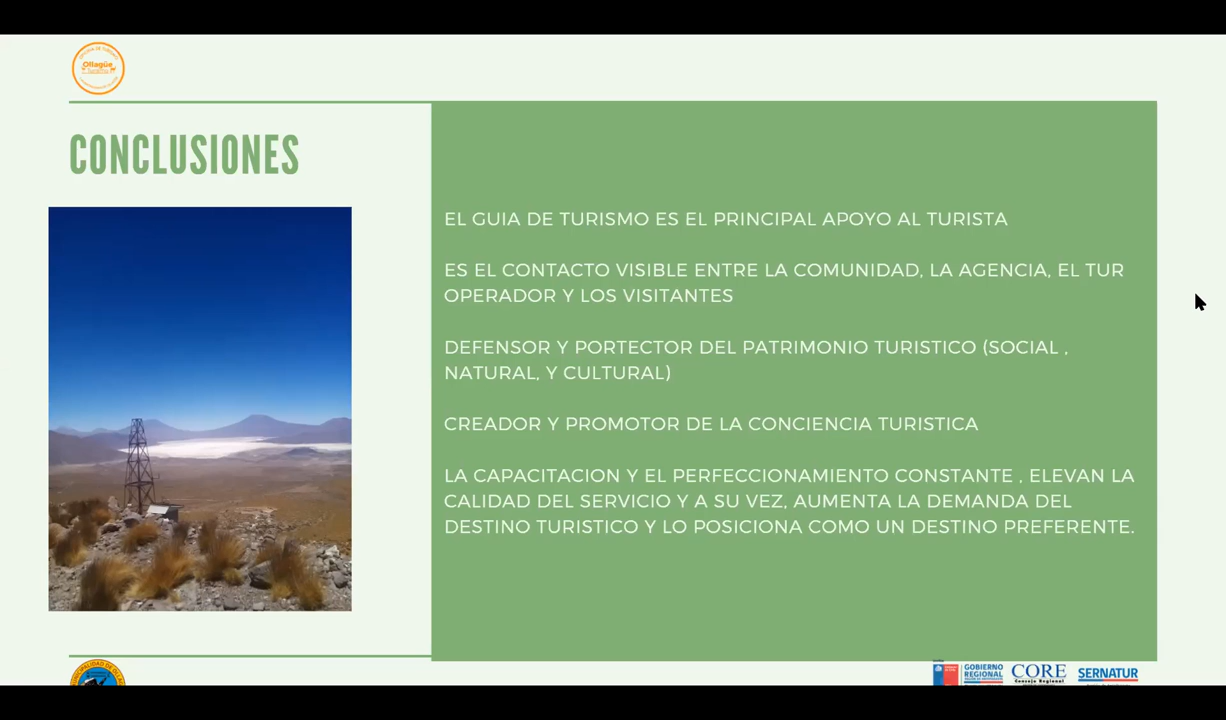 Ollagüe
Turismo
CONCLUSIONES
EL GUIA DE TURISMO ES EL PRINCIPAL APOYO AL TURISTA
ES EL CONTACTO VISIBLE ENTRE LA COMUNIDAD, LA AGENCIA, EL TUR
OPERADOR Y LOS VISITANTES
DEFENSOR Y PORTECTOR DEL PATRIMONIO TURISTICO (SOCIAL ,
NATURAL, Y CULTURAL)
CREADOR Y PROMOTOR DE LA CONCIENCIA TURISTICA
LA CAPACITACION Y EL PERFECCIONAMIENTO CONSTANTE , ELEVAN LA
CALIDAD DEL SERVICIO Y A SU VEZ, AUMENTA LA DEMANDA DEL
DESTINO TURISTICO Y LO POSICIONA COMO UN DESTINO PREFERENTE.
GOBIERNO
REGIONAL
CORE
Consejo Regional
SERNATUR